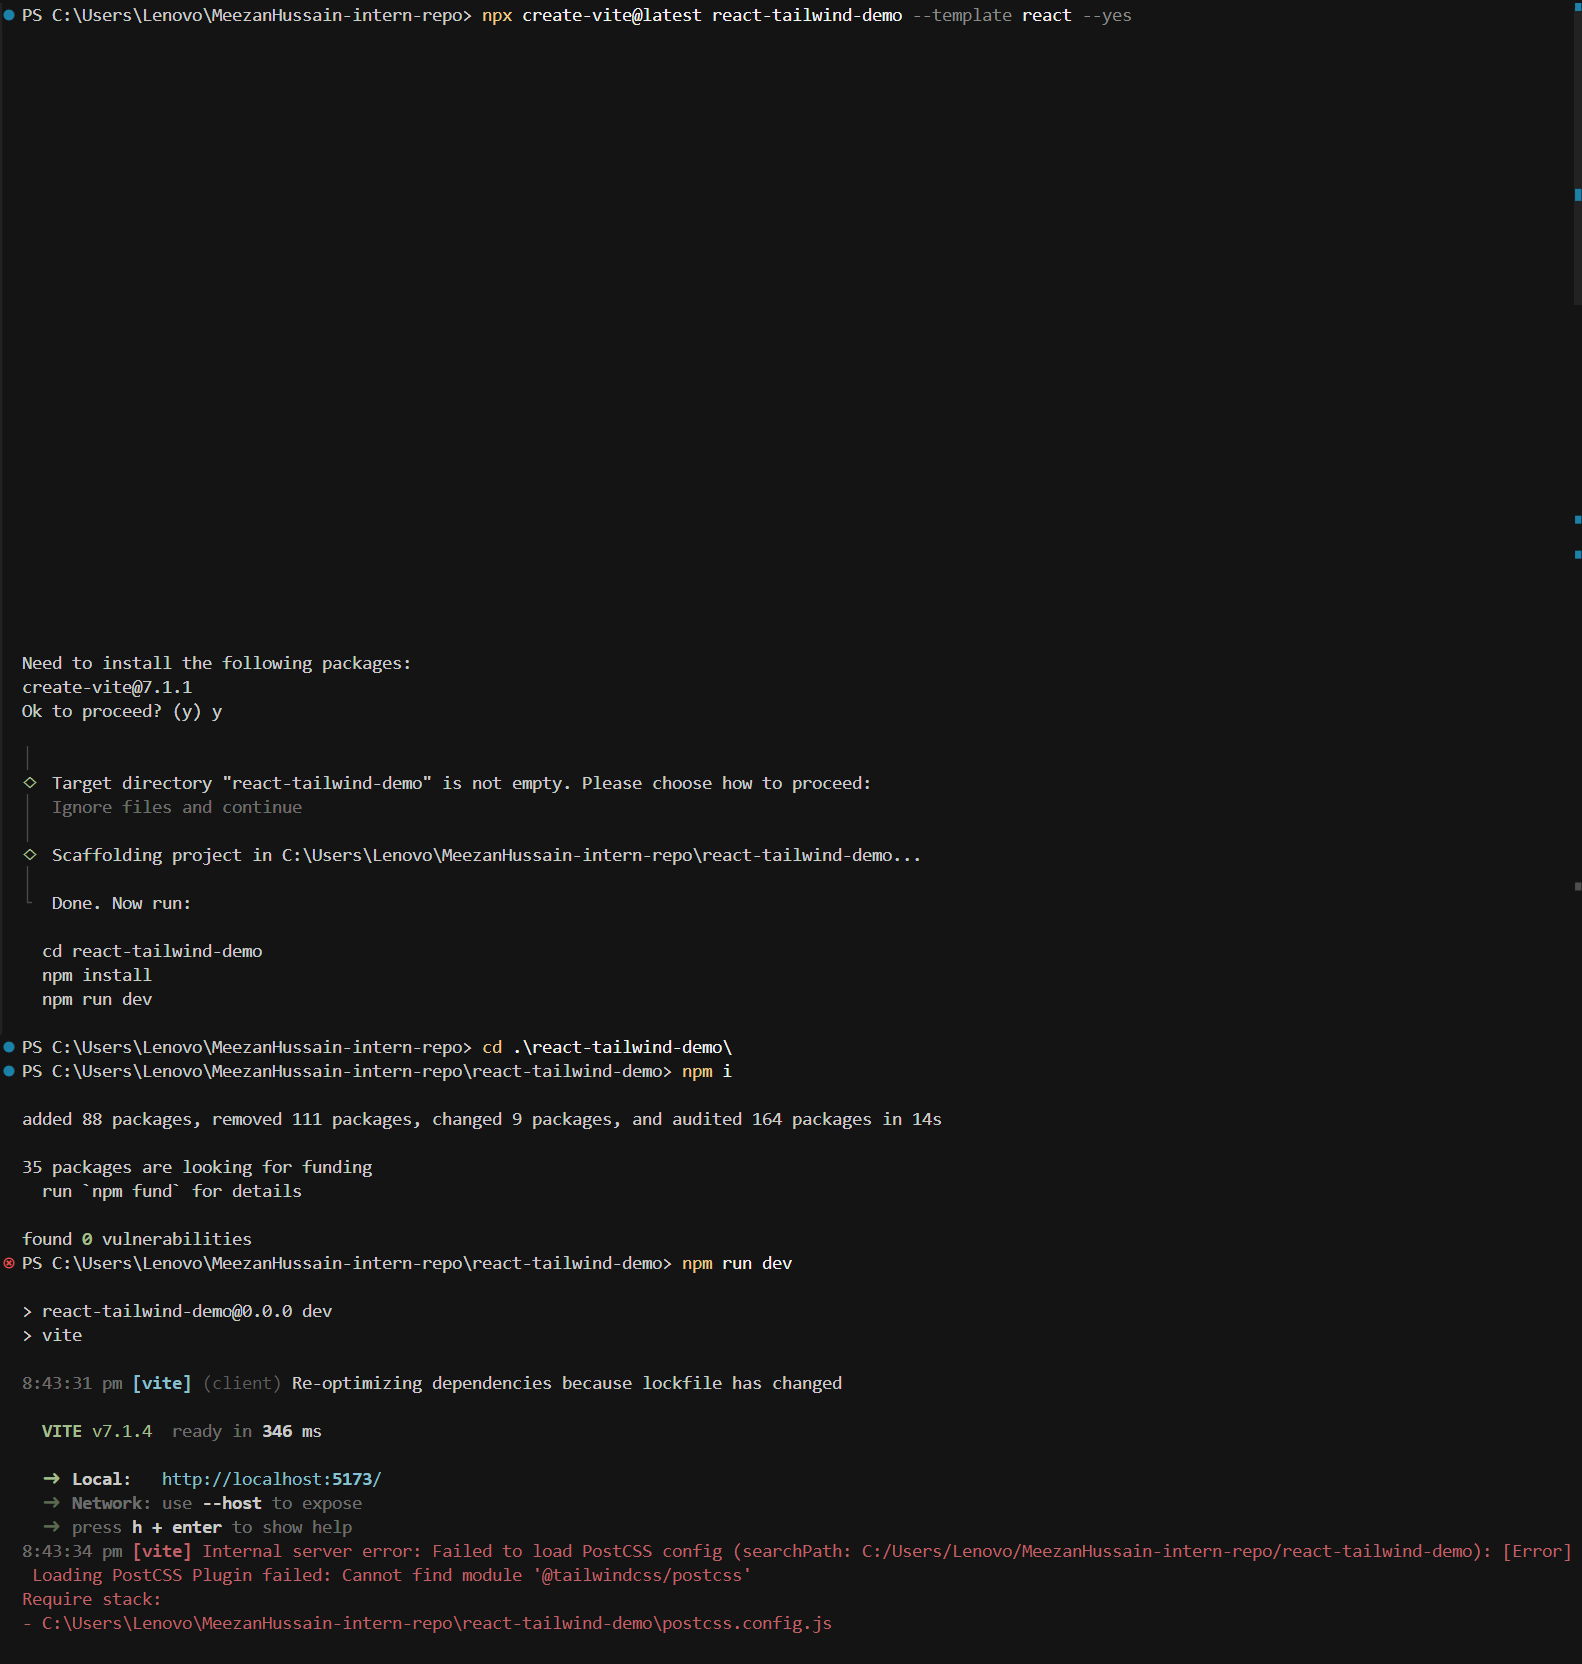 PS C:\Users\Lenovo\MeezanHussain-intern-repo> npx create-vite@latest react-tailwind-demo --template react --yes
Need to install the following packages:
create-vite@7.1.1
Ok to proceed? (y) y
◇ Target directory "react-tailwind-demo" is not empty. Please choose how to proceed:
Ignore files and continue
◇ Scaffolding project in C:\Users\Lenovo\MeezanHussain-intern-repo\react-tailwind-demo...
Done. Now run:
cd react-tailwind-demo
npm install
npm run dev
PS C:\Users\Lenovo\MeezanHussain-intern-repo> cd .\react-tailwind-demo\
PS C:\Users\Lenovo\MeezanHussain-intern-repo\react-tailwind-demo> npm i
added 88 packages, removed 111 packages, changed 9 packages, and audited 164 packages in 14s
35 packages are looking for funding
run `npm fund` for details
found 0 vulnerabilities
PS C:\Users\Lenovo\MeezanHussain-intern-repo\react-tailwind-demo> npm run dev
> react-tailwind-demo@0.0.0 dev
> vite
8:43:31 pm [vite] (client) Re-optimizing dependencies because lockfile has changed
VITE v7.1.4 ready in 346 ms
➜ Local: http://localhost:5173/
➜ Network: use --host to expose
➜ press h + enter to show help
8:43:34 pm [vite] Internal server error: Failed to load PostCSS config (searchPath: C:/Users/Lenovo/MeezanHussain-intern-repo/react-tailwind-demo): [Error]
Loading PostCSS Plugin failed: Cannot find module '@tailwindcss/postcss'
Require stack:
- C:\Users\Lenovo\MeezanHussain-intern-repo\react-tailwind-demo\postcss.config.js